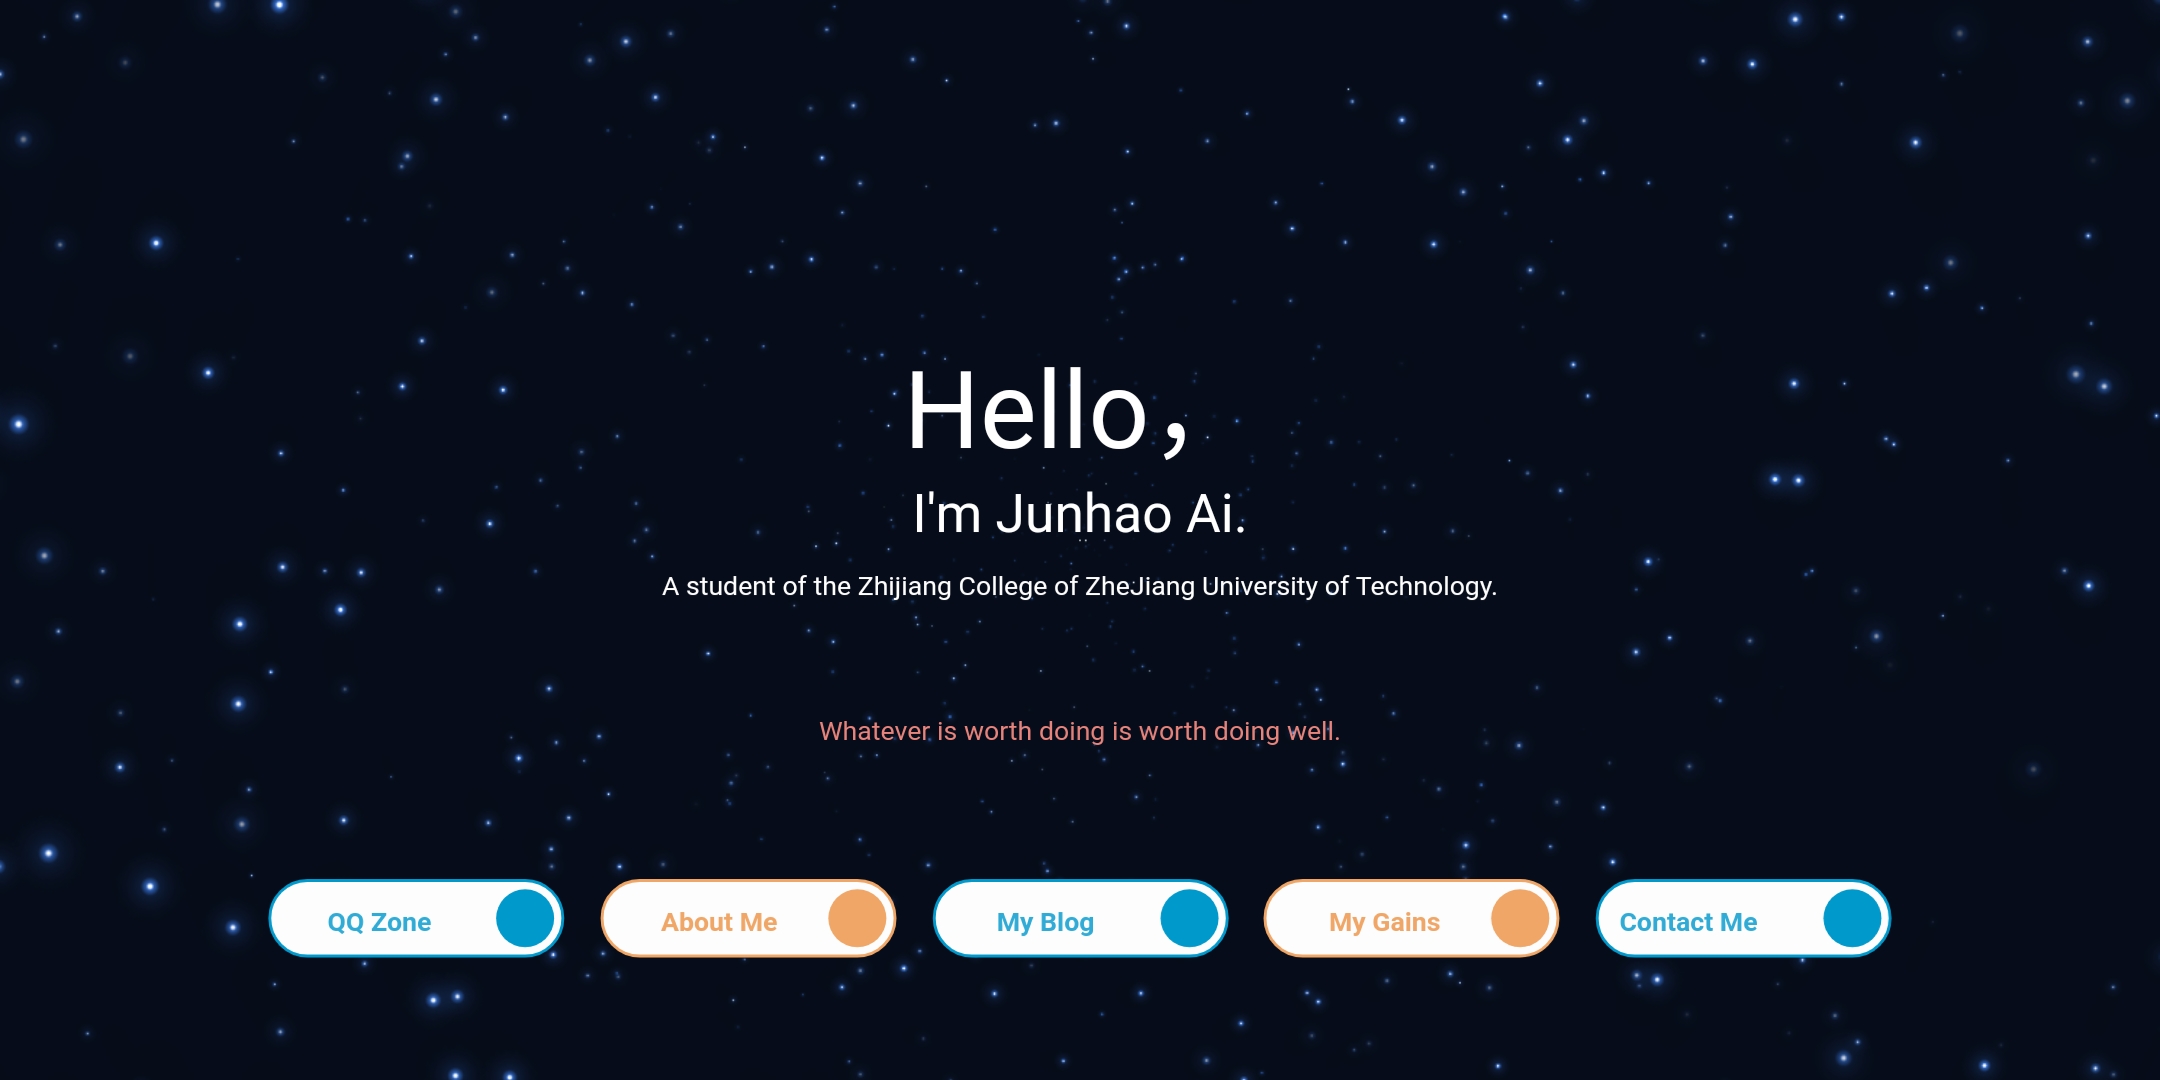 Hello，
I'm Junhao Ai.
A student of the Zhijiang College of ZheJiang University of Technology.
Whatever is worth doing is worth doing well.
QQ Zone
About Me
My Blog
My Gains
Contact Me